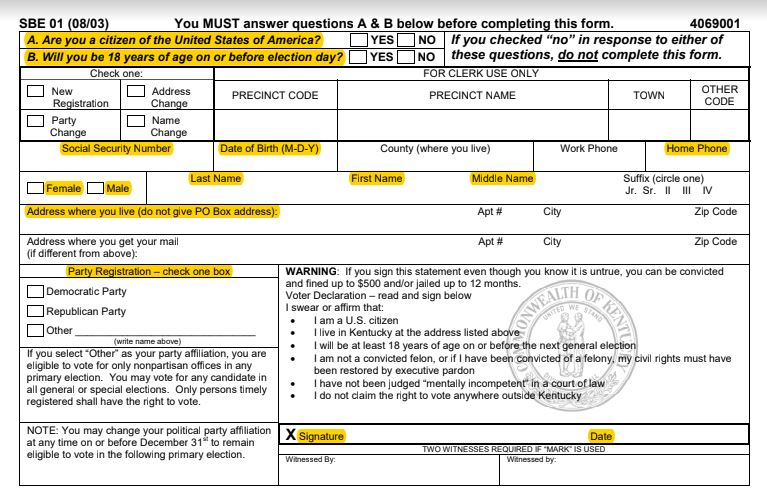 SBE 01 (08/03) You MUST answer questions A & B below before completing this form. 4069001
A. Are you a citizen of the United States of America? YES NO
B. Will you be 18 years of age on or before election day? YES NO
If you checked “no” in response to either of
these questions, do not complete this form.
Check one:
New
Registration
Address
Change
Party
Change
Name
Change
FOR CLERK USE ONLY
PRECINCT CODE PRECINCT NAME TOWN OTHER
CODE
Social Security Number Date of Birth (M-D-Y) County (where you live) Work Phone Home Phone
Female Male Last Name First Name Middle Name Suffix (circle one)
Jr. Sr. II III IV
Address where you live (do not give PO Box address): Apt # City Zip Code
Address where you get your mail Apt # City Zip Code
(if different from above):
Party Registration – check one box
Democratic Party
Republican Party
Other
(write name above)
If you select “Other” as your party affiliation, you are
eligible to vote for only nonpartisan offices in any
primary election. You may vote for any candidate in
all general or special elections. Only persons timely
registered shall have the right to vote.
NOTE: You may change your political party affiliation
at any time on or before December 31st to remain
eligible to vote in the following primary election.
WARNING: If you sign this statement even though you know it is untrue, you can be convicted
and fined up to $500 and/or jailed up to 12 months.
Voter Declaration – read and sign below
I swear or affirm that:
• I am a U.S. citizen
• I live in Kentucky at the address listed above
• I will be at least 18 years of age on or before the next general election
• I am not a convicted felon, or if I have been convicted of a felony, my civil rights must have
been restored by executive pardon
• I have not been judged “mentally incompetent” in a court of law
• I do not claim the right to vote anywhere outside Kentucky
COMMONWEALTH OF KENTUCKY
UNITED WE STAND
X Signature Date
TWO WITNESSES REQUIRED IF “MARK” IS USED
Witnessed By: Witnessed by: